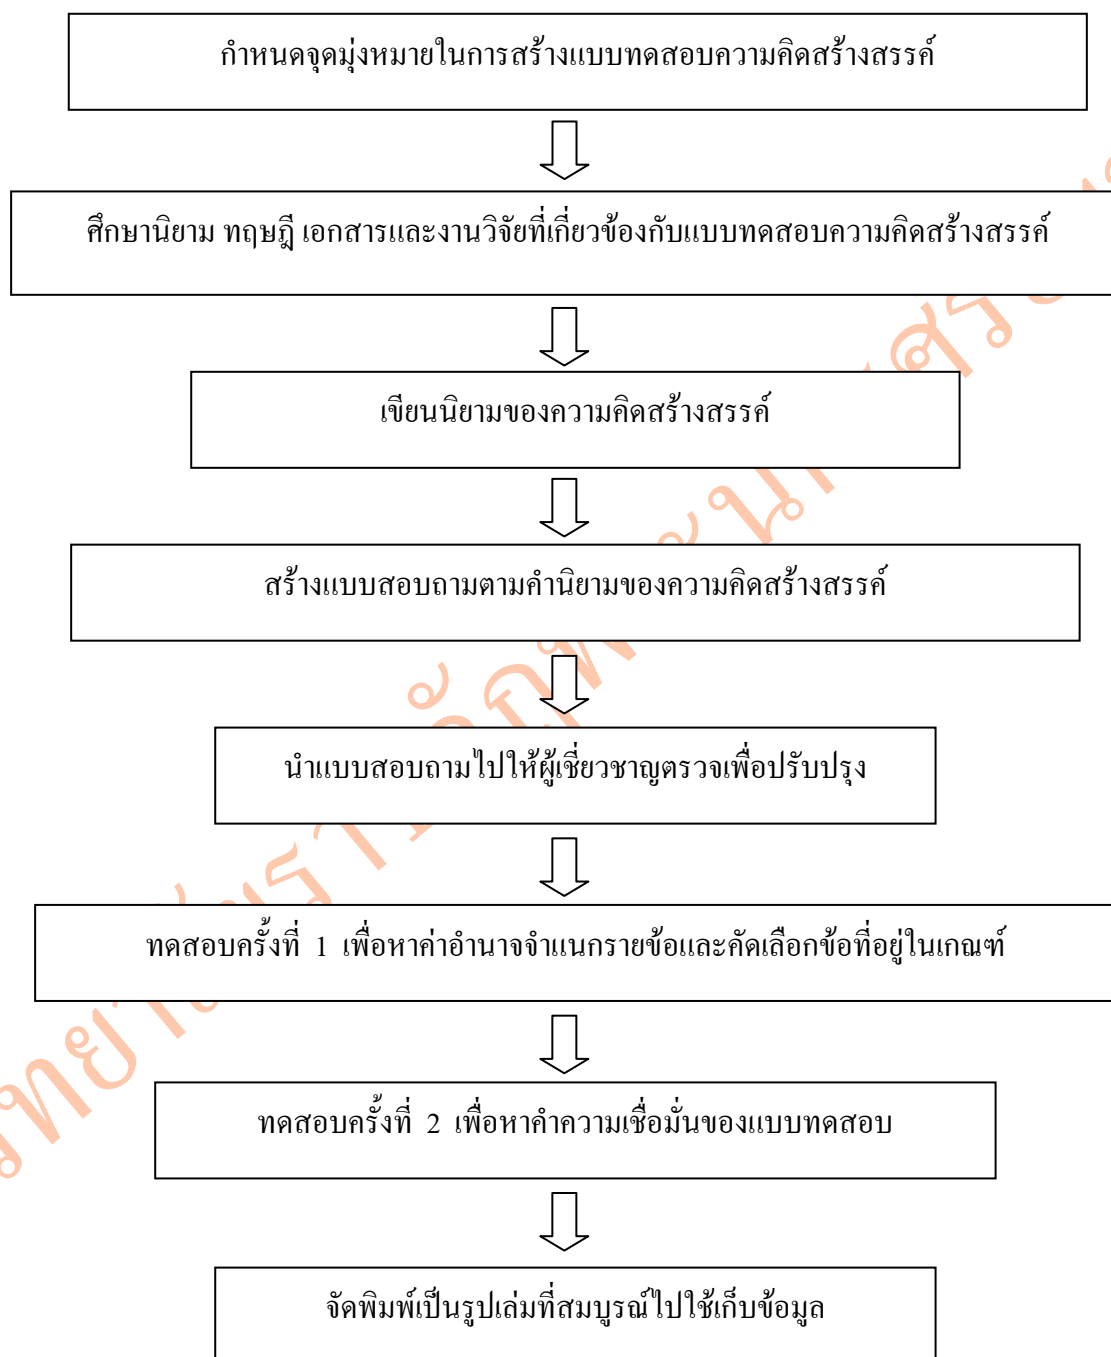 กำหนดจุดมุ่งหมายในการสร้างแบบทดสอบความคิดสร้างสรรค์
ศึกษานิยาม ทฤษฎี เอกสารและงานวิจัยที่เกี่ยวข้องกับแบบทดสอบความคิดสร้างสรรค์
เขียนนิยามของความคิดสร้างสรรค์
สร้างแบบสอบถามตามคำนิยามของความคิดสร้างสรรค์
นำแบบสอบถามไปให้ผู้เชี่ยวชาญตรวจเพื่อปรับปรุง
ทดสอบครั้งที่ 1 เพื่อหาค่าอำนาจจำแนกรายข้อและคัดเลือกข้อที่อยู่ในเกณฑ์
ทดสอบครั้งที่ 2 เพื่อหาคำความเชื่อมั่นของแบบทดสอบ
จัดพิมพ์เป็นรูปเล่มที่สมบูรณ์ไปใช้เก็บข้อมูล